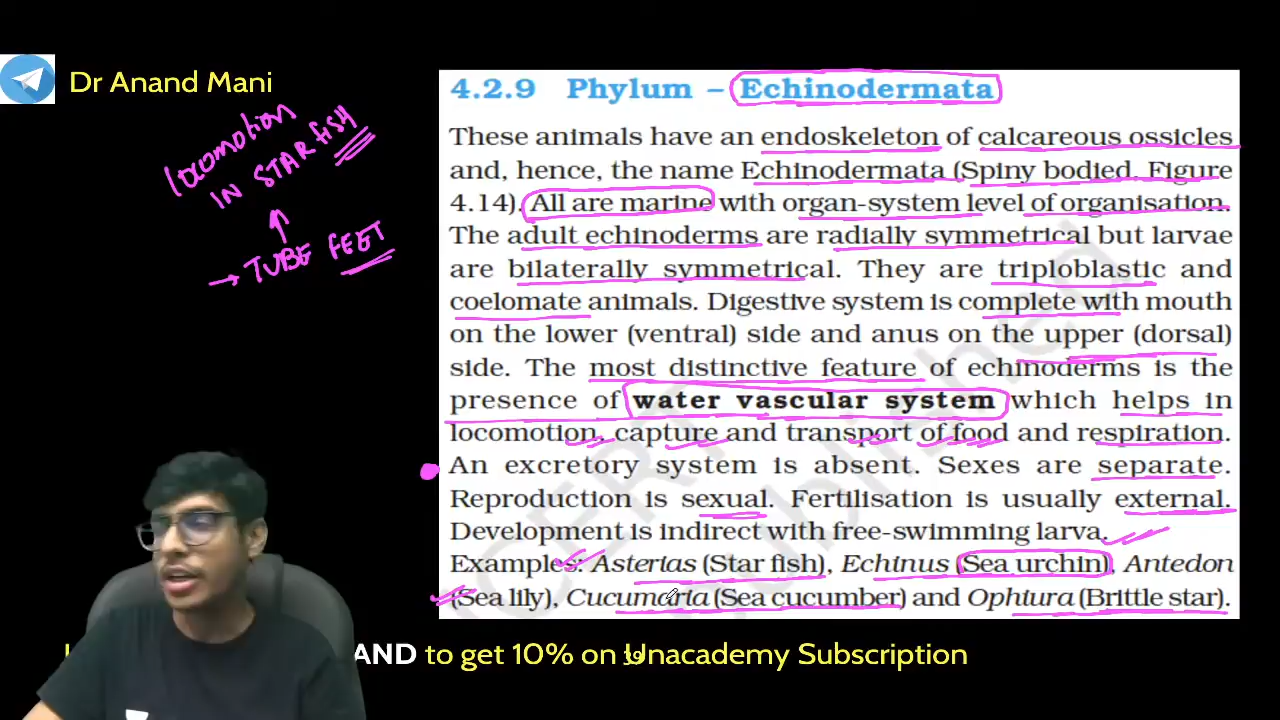 Dr Anand Mani
locomotion
IN STAR fISH
→ TUBE FEET
4.2.9 Phylum – Echinodermata
These animals have an endoskeleton of calcareous ossicles
and, hence, the name Echinodermata (Spiny bodied, Figure
4.14). All are marine with organ-system level of organisation.
The adult echinoderms are radially symmetrical but larvae
are bilaterally symmetrical. They are triploblastic and
coelomate animals. Digestive system is complete with mouth
on the lower (ventral) side and anus on the upper (dorsal)
side. The most distinctive feature of echinoderms is the
presence of water vascular system which helps in
locomotion, capture and transport of food and respiration.
An excretory system is absent. Sexes are separate.
Reproduction is sexual. Fertilisation is usually external.
Development is indirect with free-swimming larva.
Examples: Asterias (Star fish), Echinus (Sea urchin), Antedon
(Sea lily), Cucumaria (Sea cucumber) and Ophiura (Brittle star).
AND to get 10% on Unacademy Subscription